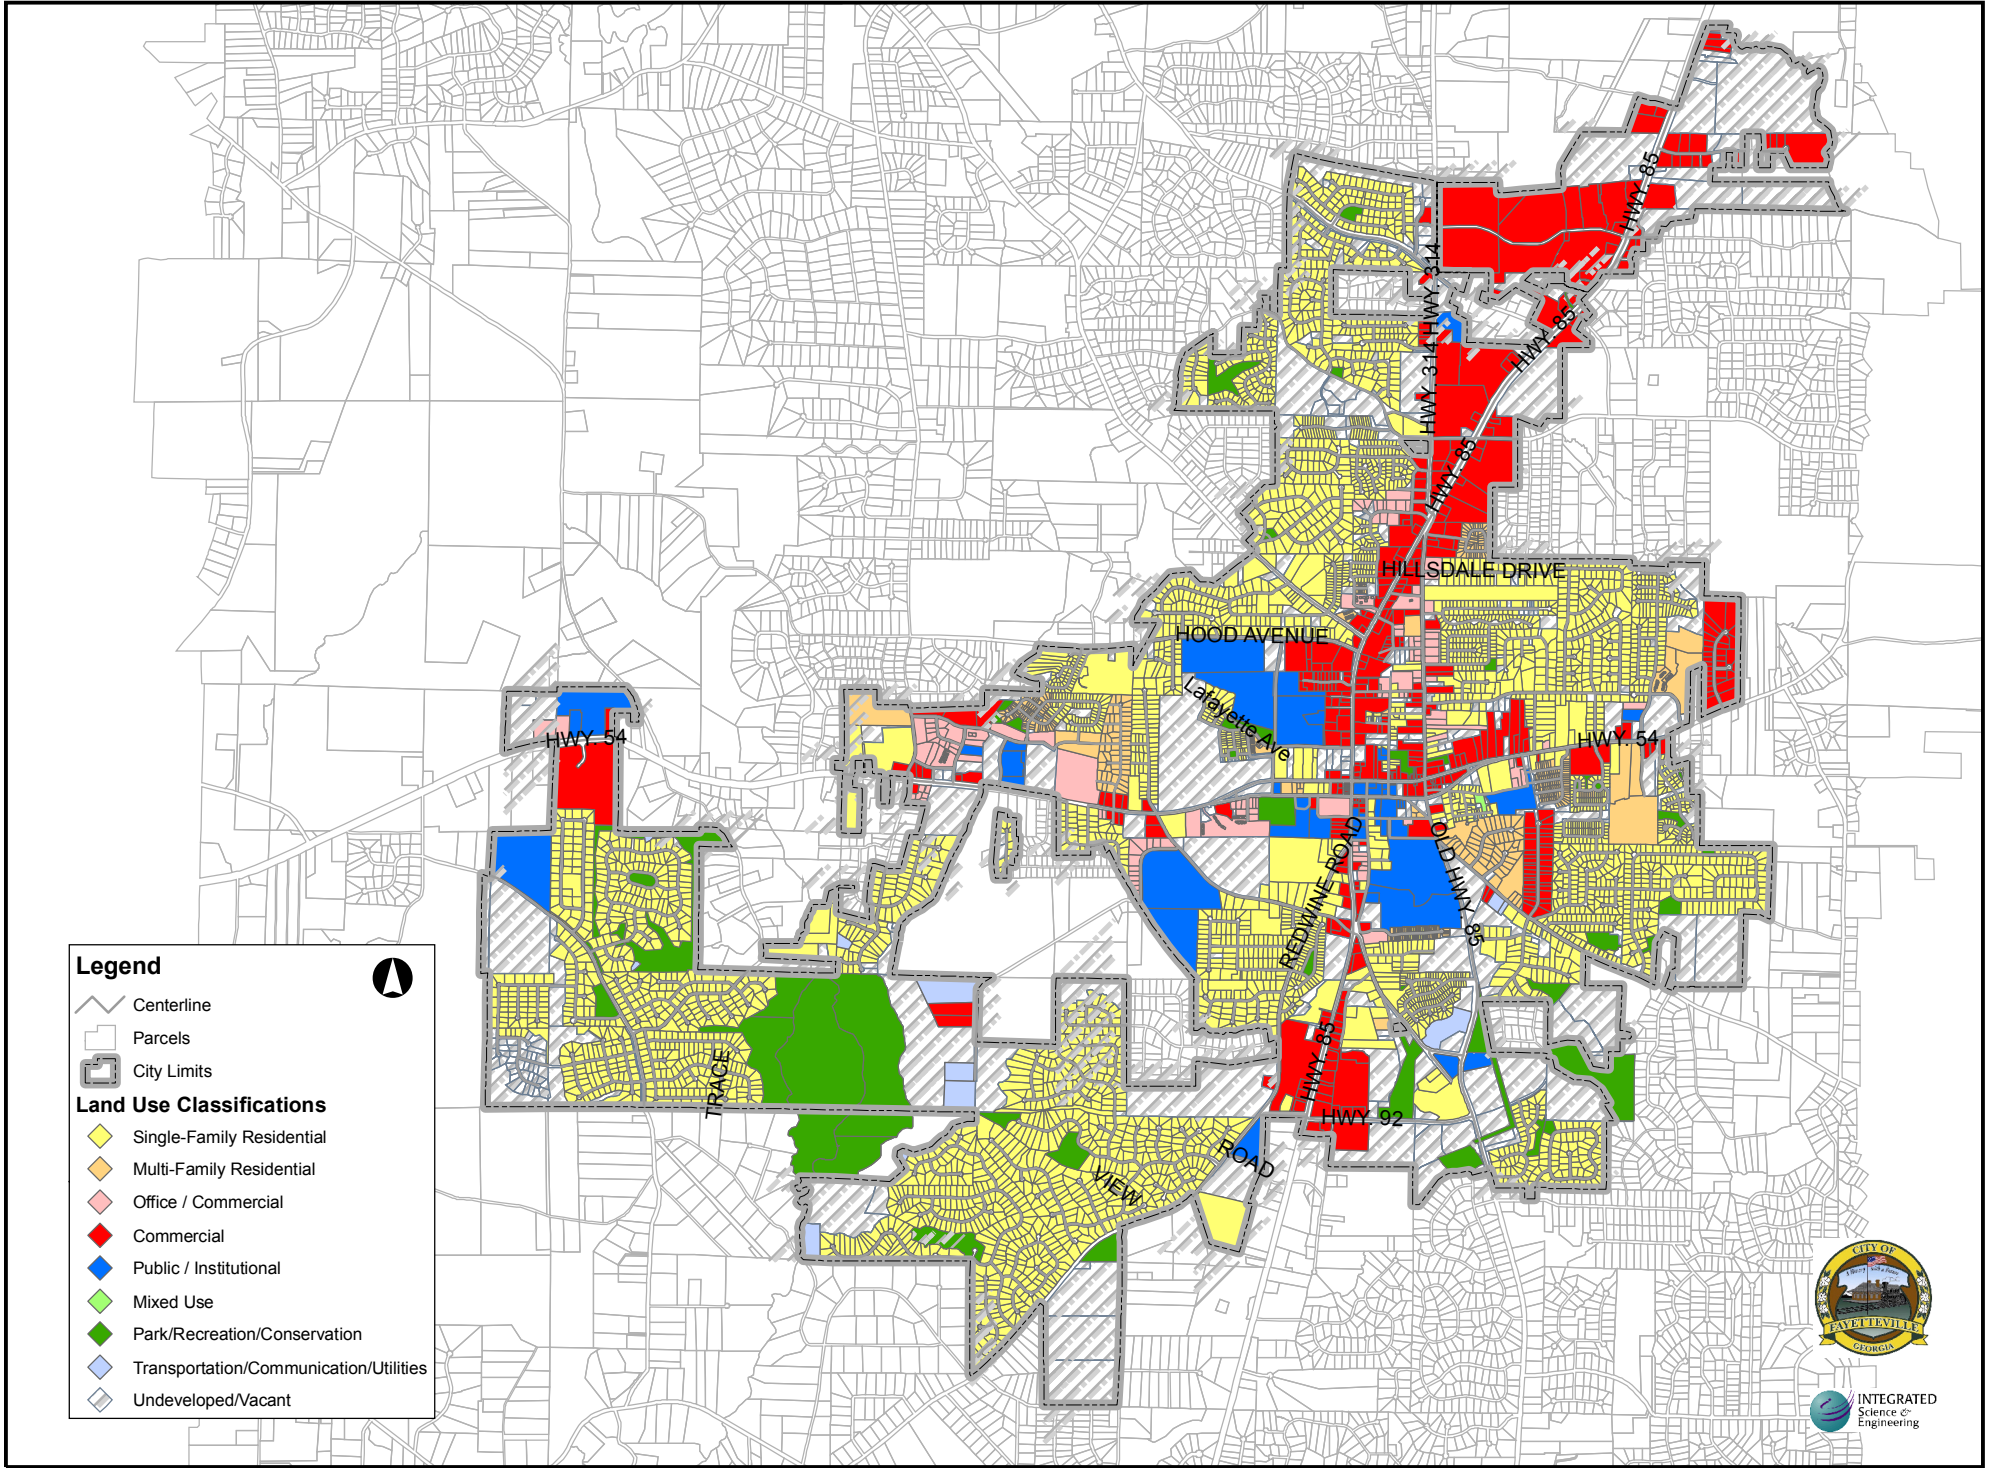 HWY. 85
HWY. 314
HWY. 314
HWY. 85
HWY. 85
HILLSDALE DRIVE
HOOD AVENUE
Lafayette Ave
HWY. 54
HWY. 54
REDWINE ROAD
OLD HWY. 85
HWY. 85
TRACE
HWY. 92
ROAD
VIEW
Legend
Centerline
Parcels
City Limits
Land Use Classifications
Single-Family Residential
Multi-Family Residential
Office / Commercial
Commercial
Public / Institutional
Mixed Use
Park/Recreation/Conservation
Transportation/Communication/Utilities
Undeveloped/Vacant
CITY OF
FAYETTEVILLE
GEORGIA
INTEGRATED
Science &
Engineering